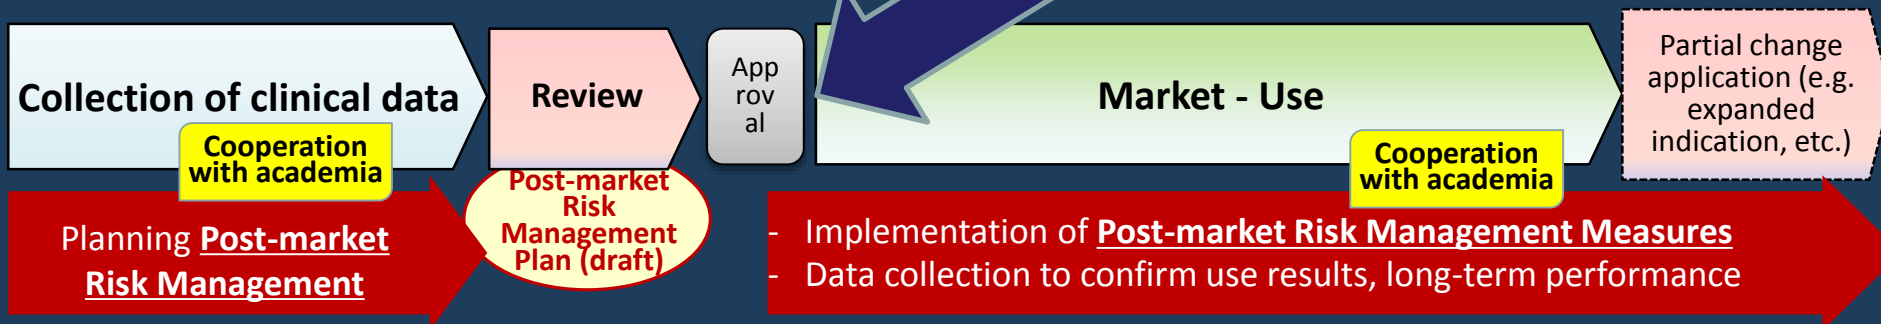 Collection of clinical data
Cooperation
with academia
Review
App
rov
al
Market - Use
Cooperation
with academia
Partial change
application (e.g.
expanded
indication, etc.)
Planning Post-market
Risk Management
Post-market
Risk
Management
Plan (draft)
- Implementation of Post-market Risk Management Measures
- Data collection to confirm use results, long-term performance